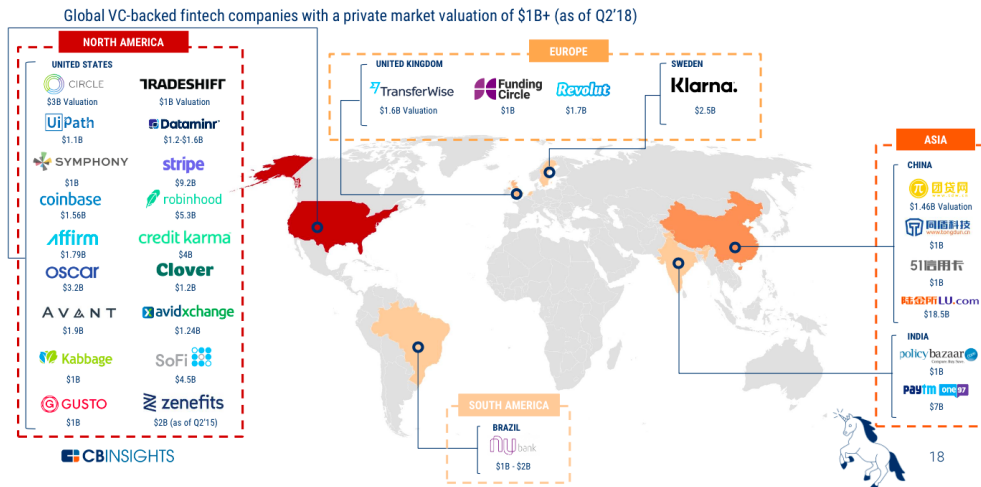 Global VC-backed fintech companies with a private market valuation of $1B+ (as of Q2'18)
NORTH AMERICA
UNITED STATES
CIRCLE
$3B Valuation
TRADESHIFT
$1B Valuation
UiPath
$1.1B
Dataminr
$1.2-$1.6B
SYMPHONY
$1B
stripe
$9.2B
coinbase
$1.56B
robinhood
$5.3B
affirm
$1.79B
credit karma
$4B
oscar
$3.2B
Clover
$1.2B
AVANT
$1.9B
avidxchange
$1.24B
Kabbage
$1B
SoFi
$4.5B
GUSTO
$1B
zenefits
$2B (as of Q2'15)
EUROPE
UNITED KINGDOM
TransferWise
$1.6B Valuation
Funding
Circle
$1B
Revolut
$1.7B
SWEDEN
Klarna.
$2.5B
ASIA
CHINA
团贷网
$1.46B Valuation
同盾科技
www.tongdun.cn
$1B
51信用卡
$1B
陆金所LU.com
$18.5B
INDIA
policybazaar
$1B
paytm one97
$7B
SOUTH AMERICA
BRAZIL
nu bank
$1B - $2B
CBINSIGHTS
18